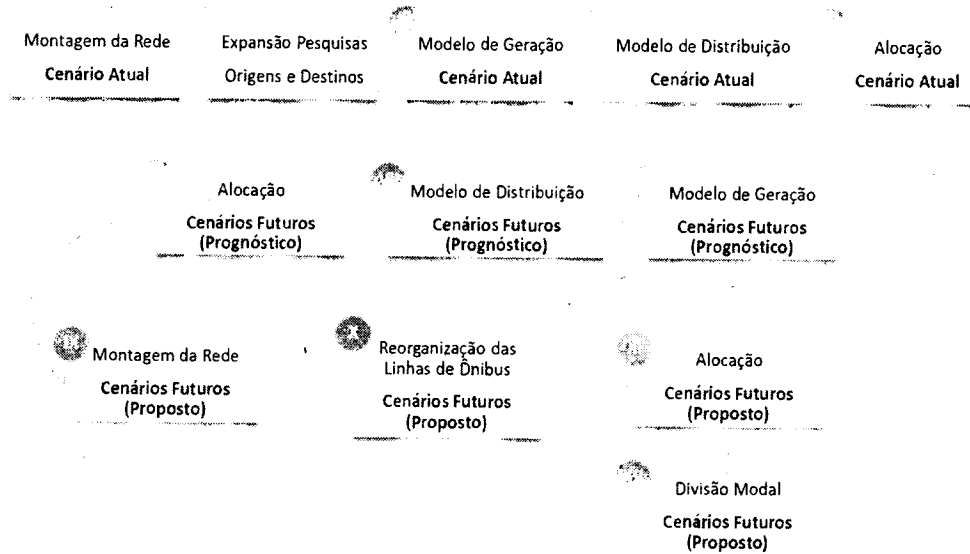 Montagem da Rede
Cenário Atual
Expansão Pesquisas
Origens e Destinos
Modelo de Geração
Cenário Atual
Modelo de Distribuição
Cenário Atual
Alocação
Cenário Atual
Alocação
Cenários Futuros
(Prognóstico)
Modelo de Distribuição
Cenários Futuros
(Prognóstico)
Modelo de Geração
Cenários Futuros
(Prognóstico)
Montagem da Rede
Cenários Futuros
(Proposto)
X
Reorganização das
Linhas de Ônibus
Cenários Futuros
(Proposto)
Alocação
Cenários Futuros
(Proposto)
Divisão Modal
Cenários Futuros
(Proposto)